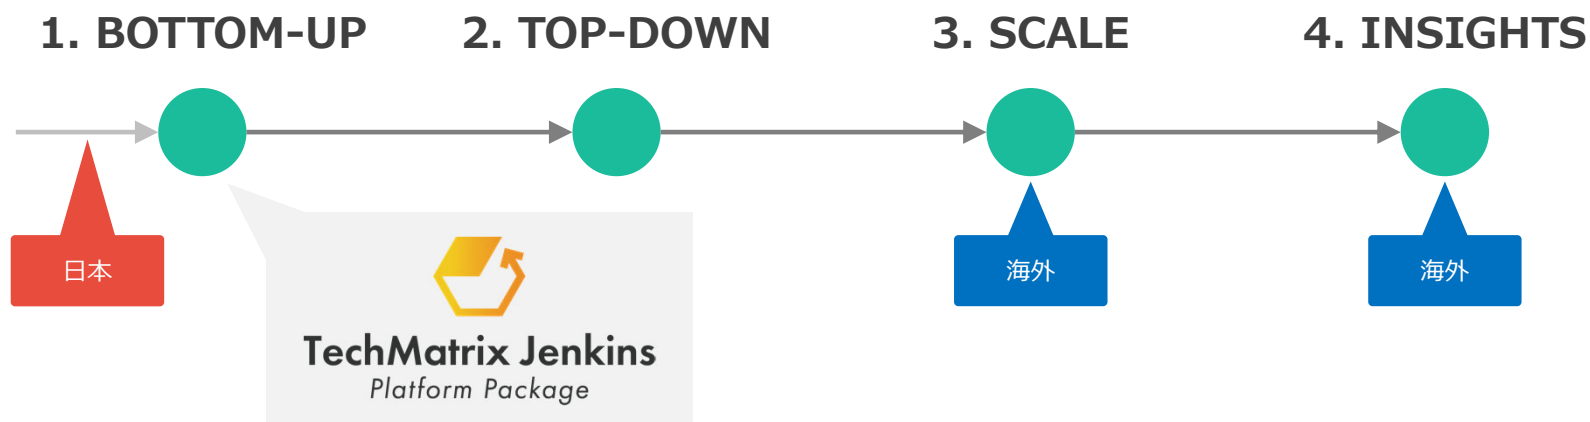 1. BOTTOM-UP
2. TOP-DOWN
3. SCALE
4. INSIGHTS
日本
海外
海外
TechMatrix Jenkins
Platform Package